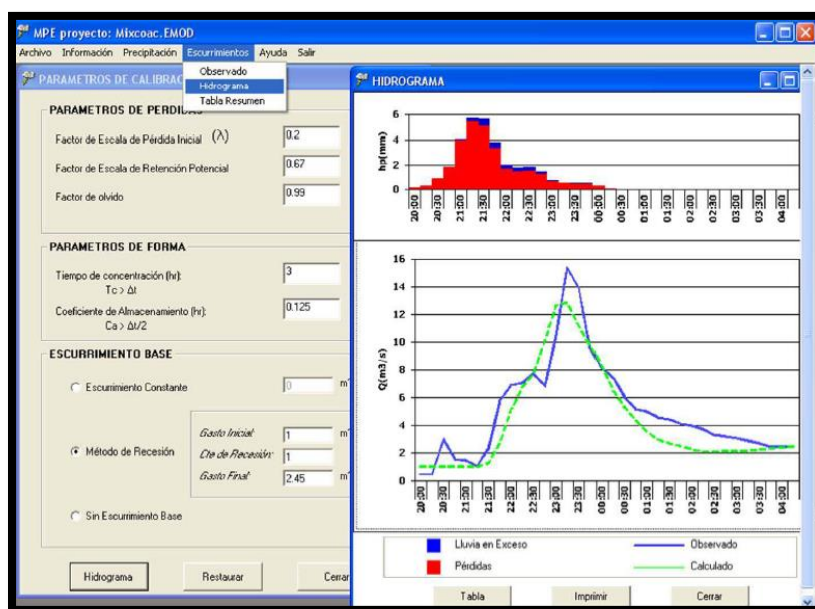 MPE proyecto: Mixcoac.EMOD
Archivo Información Precipitación Escurrimientos Ayuda Salir
Observado
Hidrograma
Tabla Resumen
PARAMETROS DE CALIBRAC
PARAMETROS DE PERDIDAS
Factor de Escala de Pérdida Inicial (λ) 0.2
Factor de Escala de Retención Potencial 0.67
Factor de olvido 0.99
PARAMETROS DE FORMA
Tiempo de concentración (hr): 3
Tc > Δt
Coeficiente de Almacenamiento (hr): 0.125
Ca > Δt/2
ESCURRIMIENTO BASE
Escurrimiento Constante 0 m
Método de Recesión
Gasto Inicial: 1 m
Cte de Recesión: 1
Gasto Final: 2.45 m
Sin Escurrimiento Base
Hidrograma Restaurar Cerrar
HIDROGRAMA
hp(mm)
6
4
2
0
20:00 20:30 21:00 21:30 22:00 22:30 23:00 23:30 00:00 00:30 01:00 01:30 02:00 02:30 03:00 03:30 04:00
Q(m3/s)
16
14
12
10
8
6
4
2
0
20:00 20:30 21:00 21:30 22:00 22:30 23:00 23:30 00:00 00:30 01:00 01:30 02:00 02:30 03:00 03:30 04:00
Lluvia en Exceso Observado
Pérdidas Calculado
Tabla Imprimir Cerrar